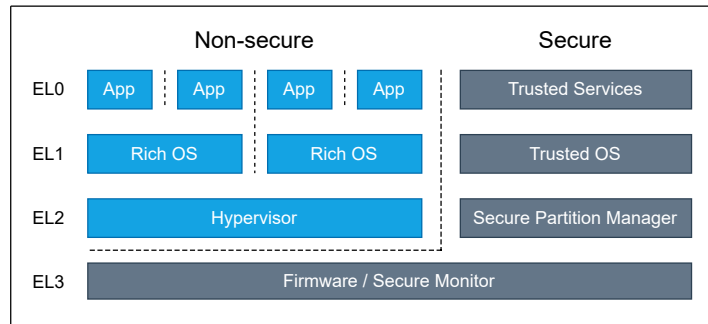 Non-secure Secure
EL0 App App App App Trusted Services
EL1 Rich OS Rich OS Trusted OS
EL2 Hypervisor Secure Partition Manager
EL3 Firmware / Secure Monitor